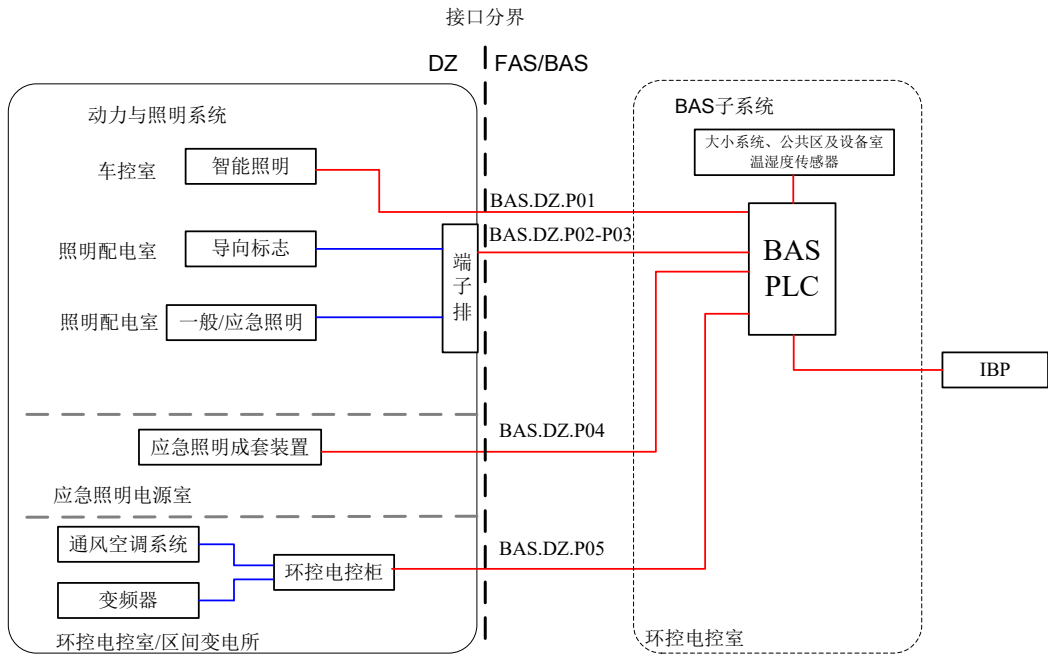 接口分界
DZ
FAS/BAS
动力与照明系统
车控室
智能照明
照明配电室
导向标志
照明配电室
一般/应急照明
端
子
排
BAS.DZ.P01
BAS.DZ.P02-P03
BAS子系统
大小系统、公共区及设备室
温湿度传感器
BAS
PLC
IBP
应急照明成套装置
BAS.DZ.P04
应急照明电源室
通风空调系统
变频器
环控电控柜
BAS.DZ.P05
环控电控室/区间变电所
环控电控室